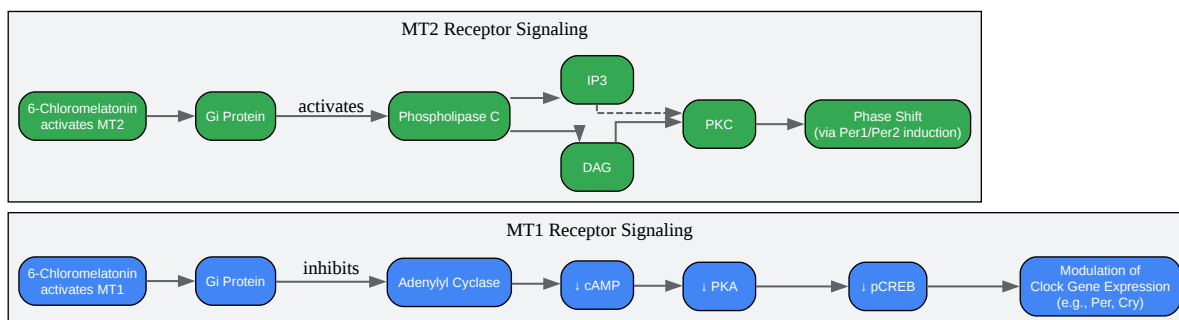 MT2 Receptor Signaling
6-Chloromelatonin
activates MT2
Gi Protein
activates
Phospholipase C
IP3
DAG
PKC
Phase Shift
(via Per1/Per2 induction)
MT1 Receptor Signaling
6-Chloromelatonin
activates MT1
Gi Protein
inhibits
Adenylyl Cyclase
↓ cAMP
↓ PKA
↓ pCREB
Modulation of
Clock Gene Expression
(e.g., Per, Cry)